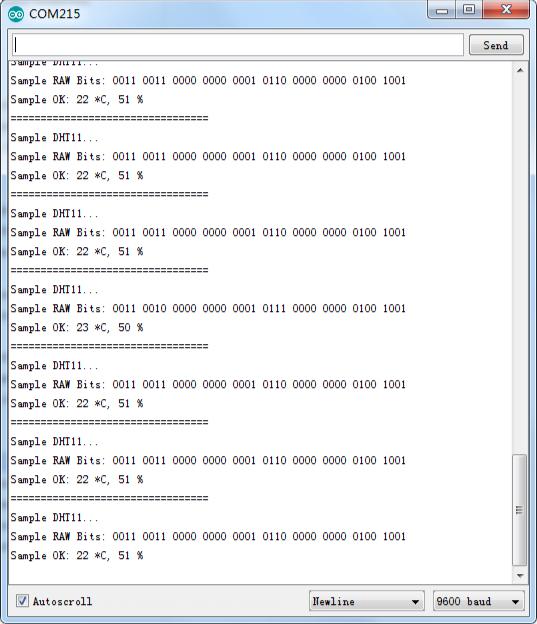 COM215
Send
Sample DHT11...
Sample RAW Bits: 0011 0011 0000 0000 0001 0110 0000 0000 0100 1001
Sample OK: 22 *C, 51 %
=================================
Sample DHT11...
Sample RAW Bits: 0011 0011 0000 0000 0001 0110 0000 0000 0100 1001
Sample OK: 22 *C, 51 %
=================================
Sample DHT11...
Sample RAW Bits: 0011 0011 0000 0000 0001 0110 0000 0000 0100 1001
Sample OK: 22 *C, 51 %
=================================
Sample DHT11...
Sample RAW Bits: 0011 0010 0000 0000 0001 0111 0000 0000 0100 1001
Sample OK: 23 *C, 50 %
=================================
Sample DHT11...
Sample RAW Bits: 0011 0011 0000 0000 0001 0110 0000 0000 0100 1001
Sample OK: 22 *C, 51 %
=================================
Sample DHT11...
Sample RAW Bits: 0011 0011 0000 0000 0001 0110 0000 0000 0100 1001
Sample OK: 22 *C, 51 %
=================================
Sample DHT11...
Sample RAW Bits: 0011 0011 0000 0000 0001 0110 0000 0000 0100 1001
Sample OK: 22 *C, 51 %
Autoscroll
Newline
9600 baud